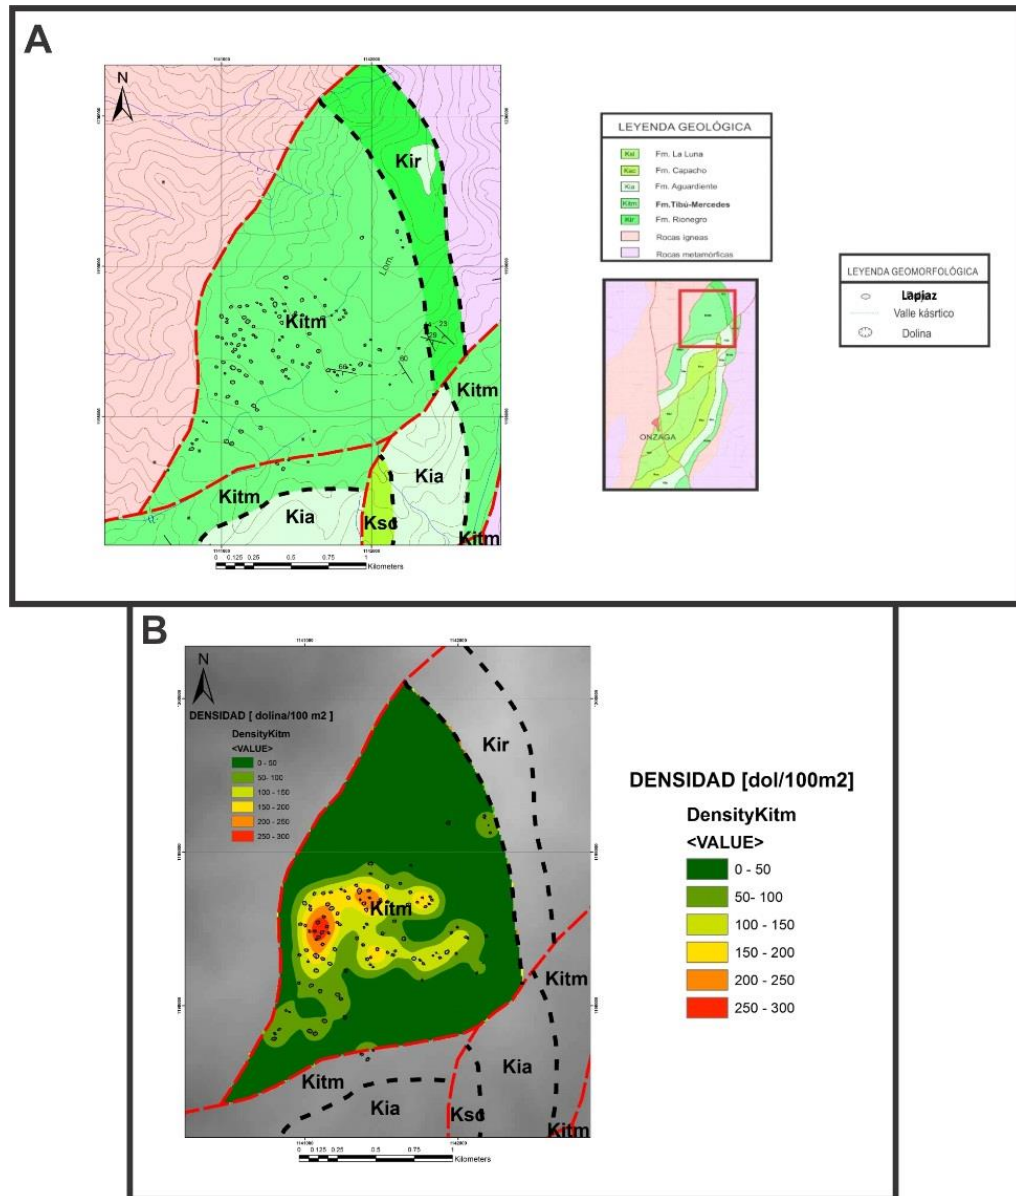 A
N
Kir
Lom.
Kitm
23
66
60
Kitm
Kia
Kitm
Kia
Ksc
Kitm
0 0.125 0.25 0.5 0.75 1
Kilometers
LEYENDA GEOLÓGICA
Fm. La Luna
Ksc Fm. Capacho
Kia Fm. Aguardiente
Kitm Fm.Tibú-Mercedes
Kir Fm. Rionegro
Rocas ígneas
Rocas metamórficas
ONZAGA
LEYENDA GEOMORFOLÓGICA
Lapiaz
Valle kásrtico
Dolina
B
N
DENSIDAD [ dolina/100 m2 ]
DensityKitm
<VALUE>
0 - 50
50- 100
100 - 150
150 - 200
200 - 250
250 - 300
Kir
Kitm
Kitm
Kia
Kitm
Kia
Ksc
Kitm
0 0.125 0.25 0.5 0.75 1
Kilometers
DENSIDAD [dol/100m2]
DensityKitm
<VALUE>
0 - 50
50- 100
100 - 150
150 - 200
200 - 250
250 - 300